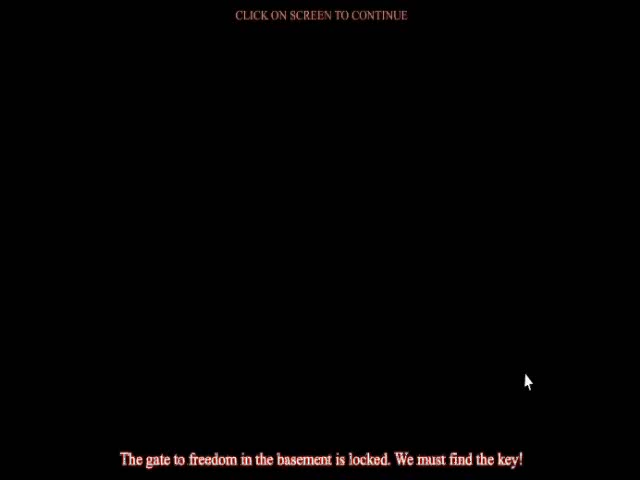 CLICK ON SCREEN TO CONTINUE
The gate to freedom in the basement is locked. We must find the key!